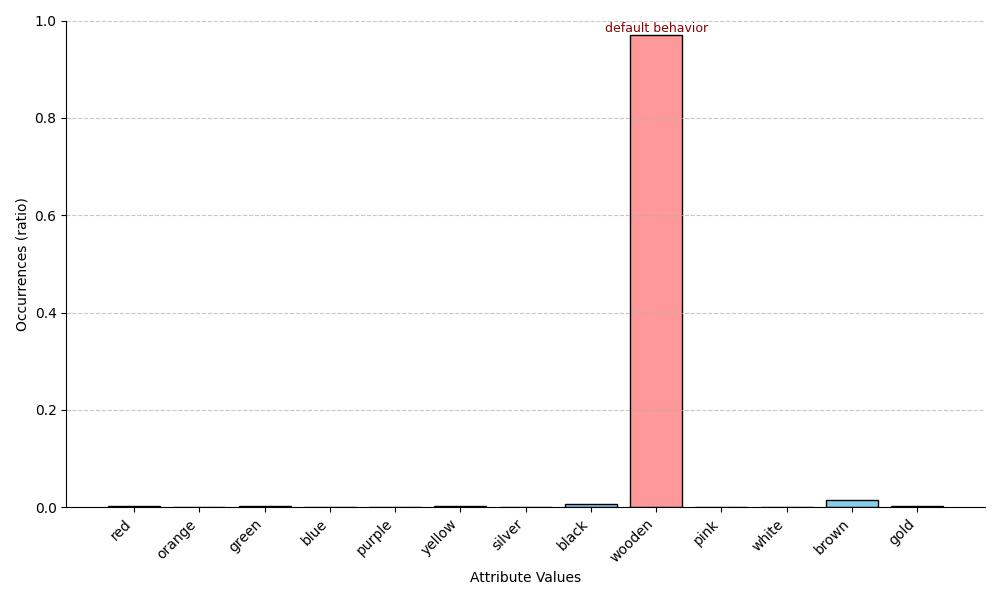 default behavior
1.0
0.8
0.6
0.4
0.2
0.0
Occurrences (ratio)
red
orange
green
blue
purple
yellow
silver
black
wooden
pink
white
brown
gold
Attribute Values